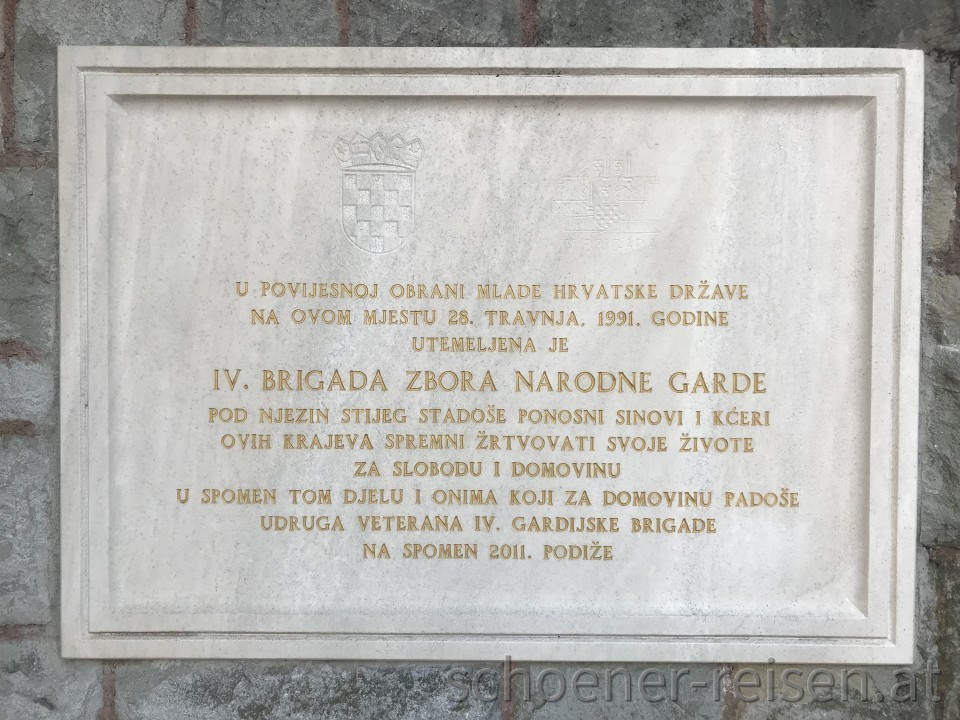 U POVIJESNOJ OBRANI MLADE HRVATSKE DRŽAVE
NA OVOM MJESTU 28. TRAVNJA, 1991. GODINE
UTEMELJENA JE
IV. BRIGADA ZBORA NARODNE GARDE
POD NJEZIN STIJEG STADOŠE PONOSNI SINOVI I KĆERI
OVIH KRAJEVA SPREMNI ŽRTVOVATI SVOJE ŽIVOTE
ZA SLOBODU I DOMOVINU
U SPOMEN TOM DJELU I ONIMA KOJI ZA DOMOVINU PADOŠE
UDRUGA VETERANA IV. GARDIJSKE BRIGADE
NA SPOMEN 2011. PODIŽE
schoener-reisen.at